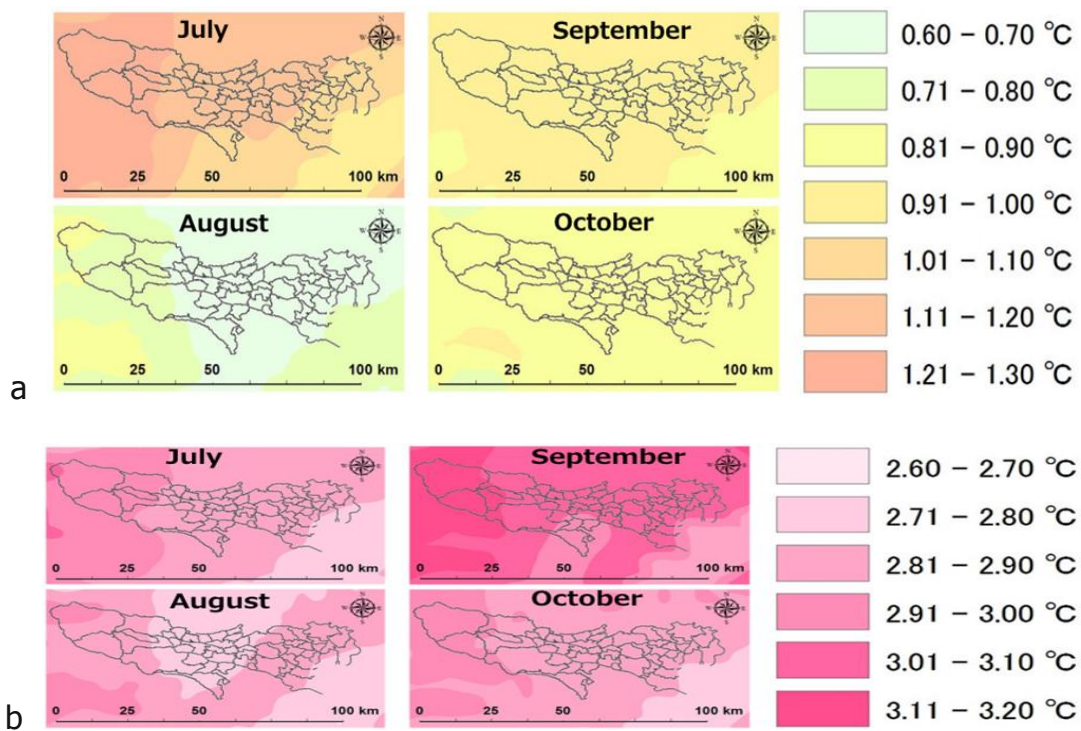 July
N
W E
S
0 25 50 100 km
September
N
W E
S
0 25 50 100 km
August
N
W E
S
0 25 50 100 km
October
N
W E
S
0 25 50 100 km
0.60 – 0.70 ℃
0.71 – 0.80 ℃
0.81 – 0.90 ℃
0.91 – 1.00 ℃
1.01 – 1.10 ℃
1.11 – 1.20 ℃
1.21 – 1.30 ℃
a
July
N
W E
S
0 25 50 100 km
September
N
W E
S
0 25 50 100 km
August
N
W E
S
0 25 50 100 km
October
N
W E
S
0 25 50 100 km
2.60 – 2.70 ℃
2.71 – 2.80 ℃
2.81 – 2.90 ℃
2.91 – 3.00 ℃
3.01 – 3.10 ℃
3.11 – 3.20 ℃
b